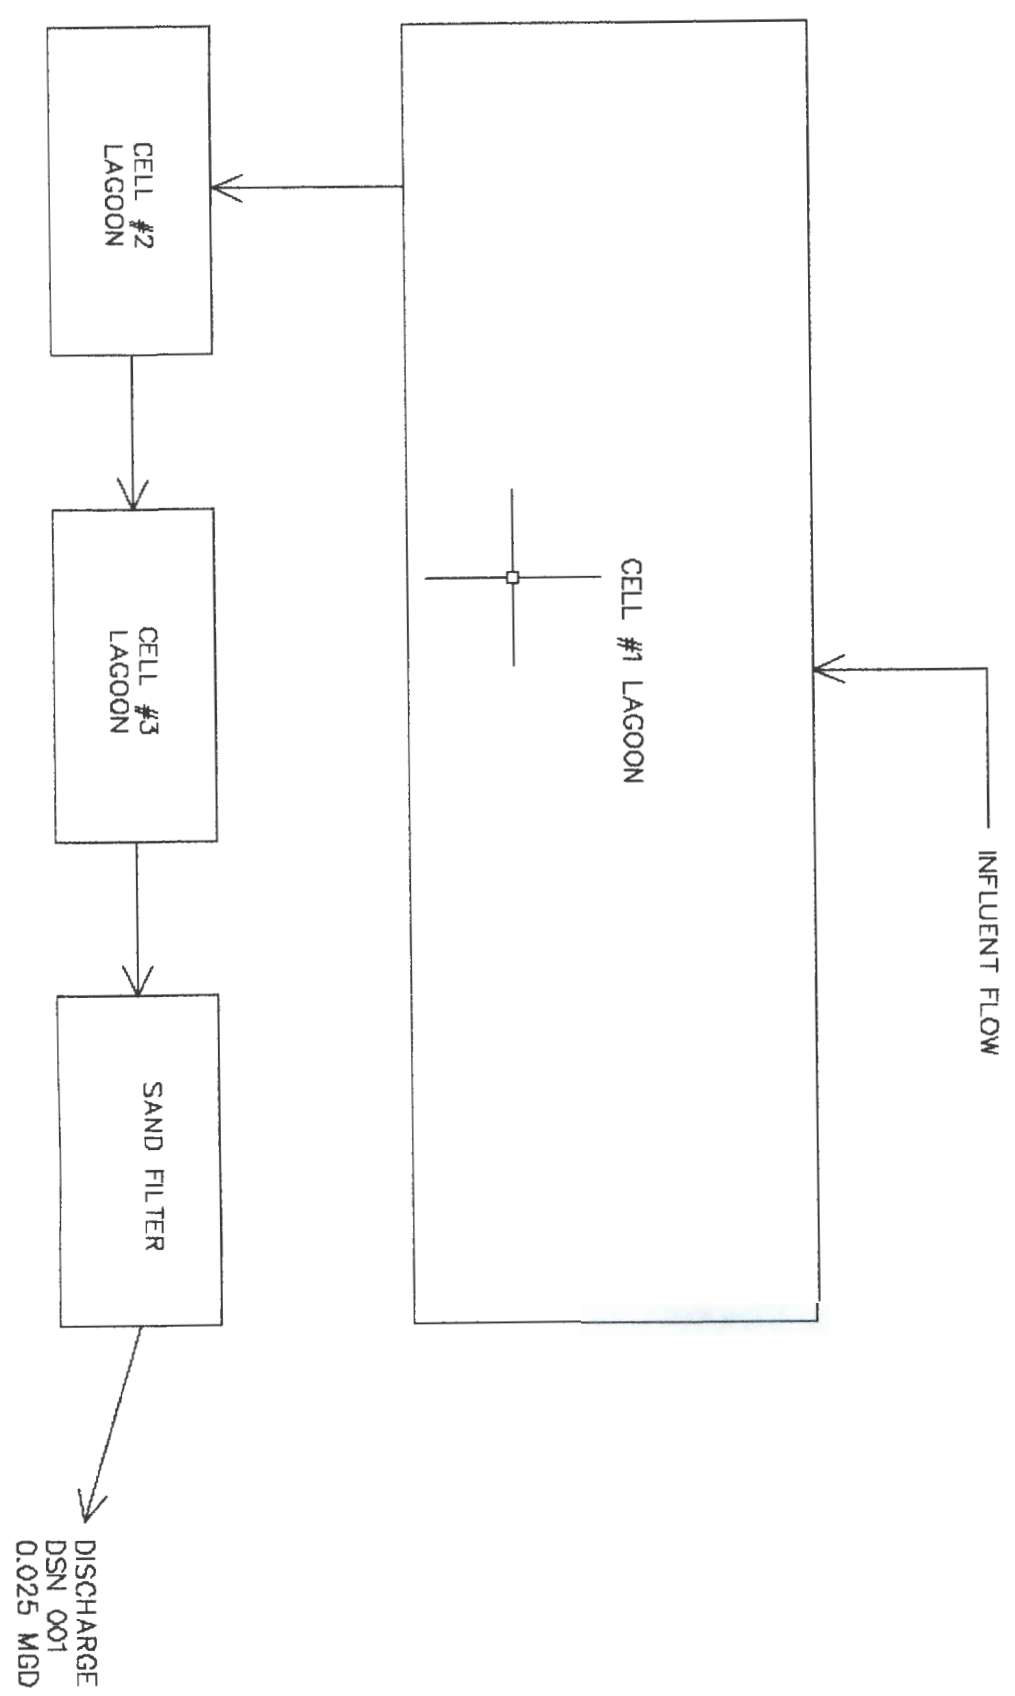 INFLUENT FLOW
CELL #1 LAGOON
CELL #2
LAGOON
CELL #3
LAGOON
SAND FILTER
DISCHARGE
DSN 001
0.025 MGD